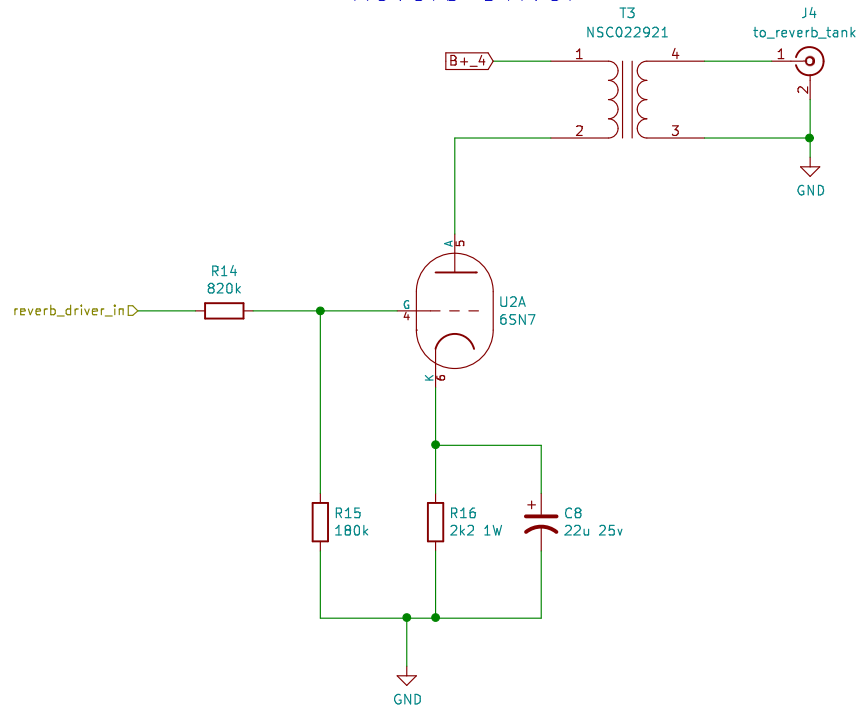 T3
NSC022921
J4
to_reverb_tank
B+_4
1
4
1
2
2
3
GND
A
5
R14
820k
reverb_driver_in
G
4
U2A
6SN7
K
6
R15
180k
R16
2k2 1W
+
C8
22u 25v
GND